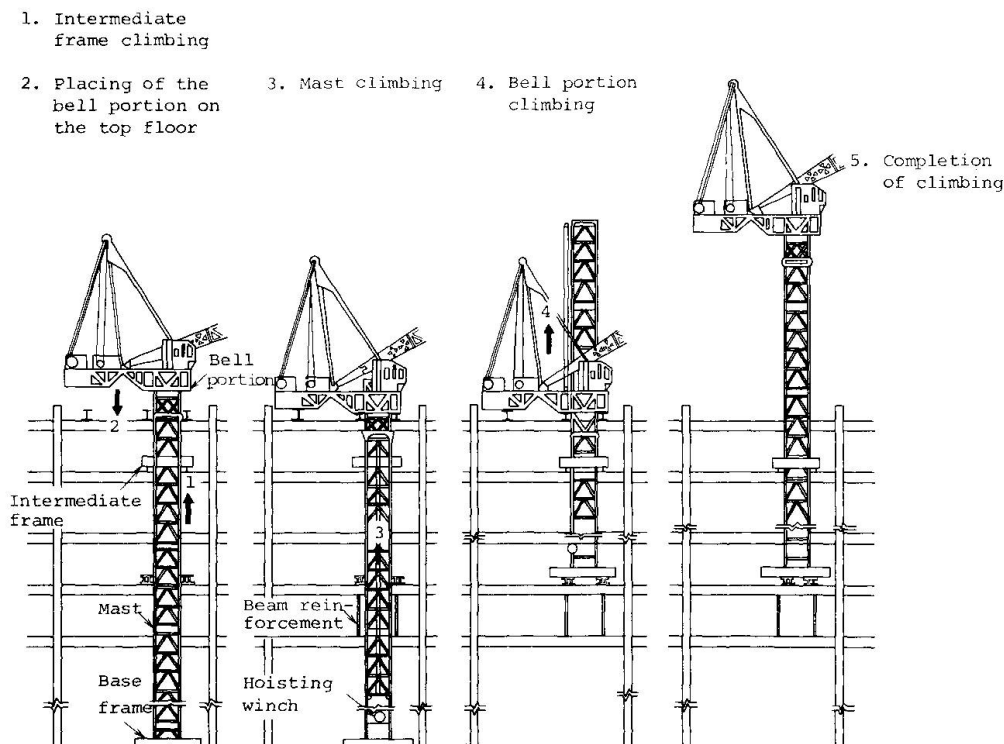 1. Intermediate
frame climbing
2. Placing of the
bell portion on
the top floor
3. Mast climbing
4. Bell portion
climbing
5. Completion
of climbing
4
Bell
portion
2
1
Intermediate
frame
3
Mast
Beam rein-
forcement
Base
frame
Hoisting
winch